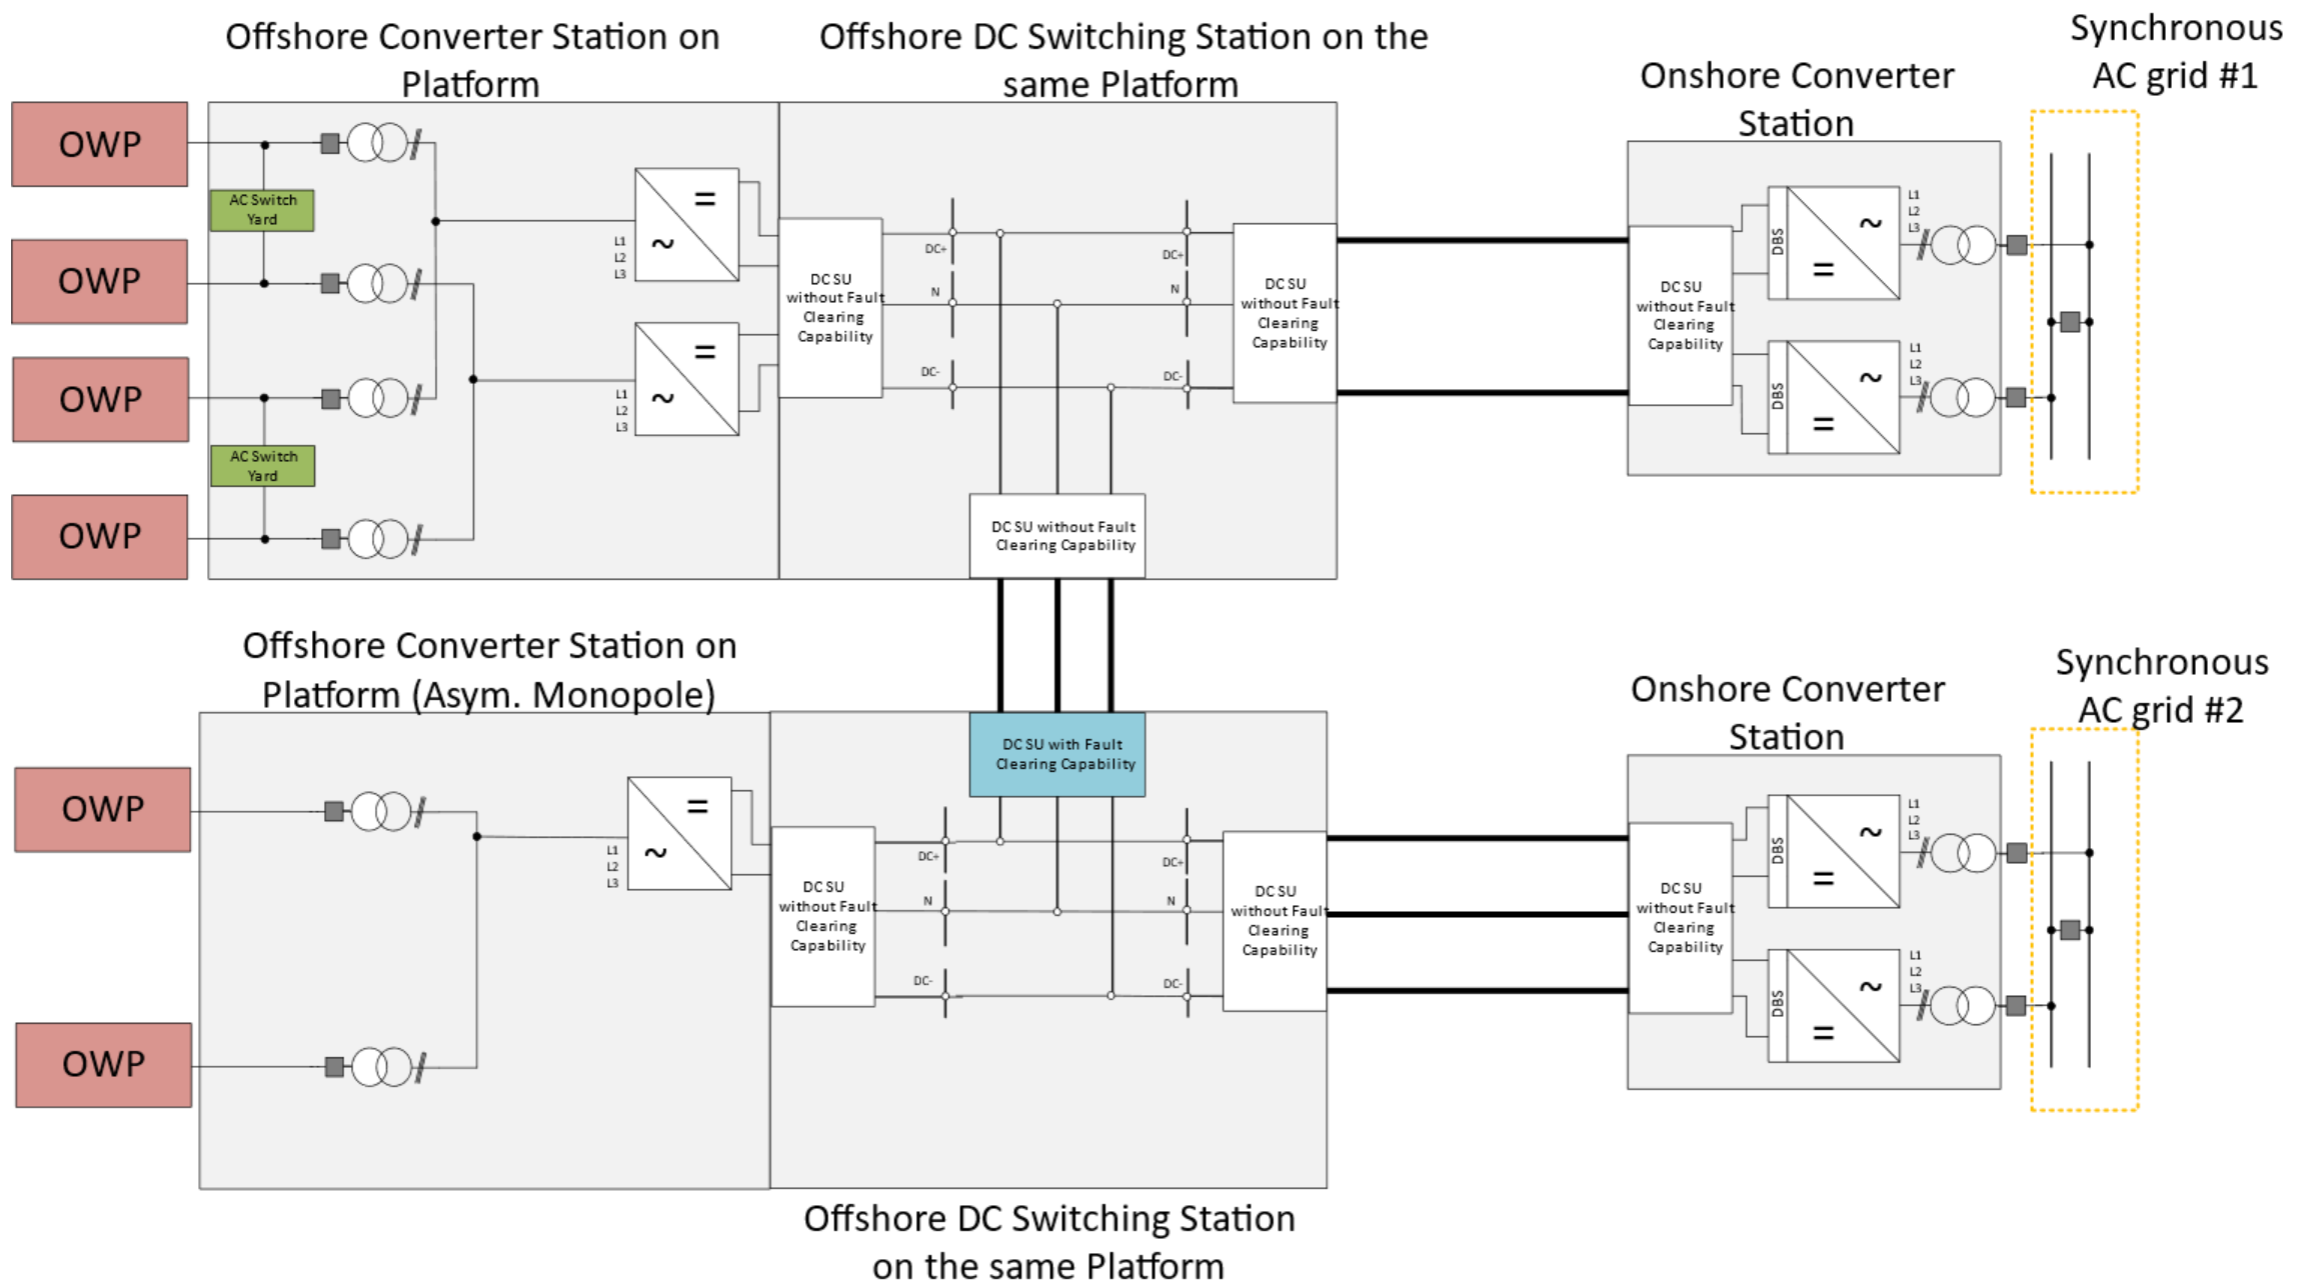 Offshore Converter Station on
Platform
Offshore DC Switching Station on the
same Platform
Onshore Converter
Station
Synchronous
AC grid #1
OWP
AC Switch
Yard
OWP
OWP
AC Switch
Yard
OWP
=
~
L1
L2
L3
=
~
L1
L2
L3
DC SU
without Fault
Clearing
Capability
DC+
N
DC-
DC+
N
DC-
DC SU
without Fault
Clearing
Capability
DC SU without Fault
Clearing Capability
DC SU
without Fault
Clearing
Capability
DBS
~
=
L1
L2
L3
DBS
~
=
L1
L2
L3
Offshore Converter Station on
Platform (Asym. Monopole)
Onshore Converter
Station
Synchronous
AC grid #2
OWP
OWP
=
~
L1
L2
L3
DC SU with Fault
Clearing Capability
DC SU
without Fault
Clearing
Capability
DC+
N
DC-
DC+
N
DC-
DC SU
without Fault
Clearing
Capability
DC SU
without Fault
Clearing
Capability
DBS
~
=
L1
L2
L3
DBS
~
=
L1
L2
L3
Offshore DC Switching Station
on the same Platform